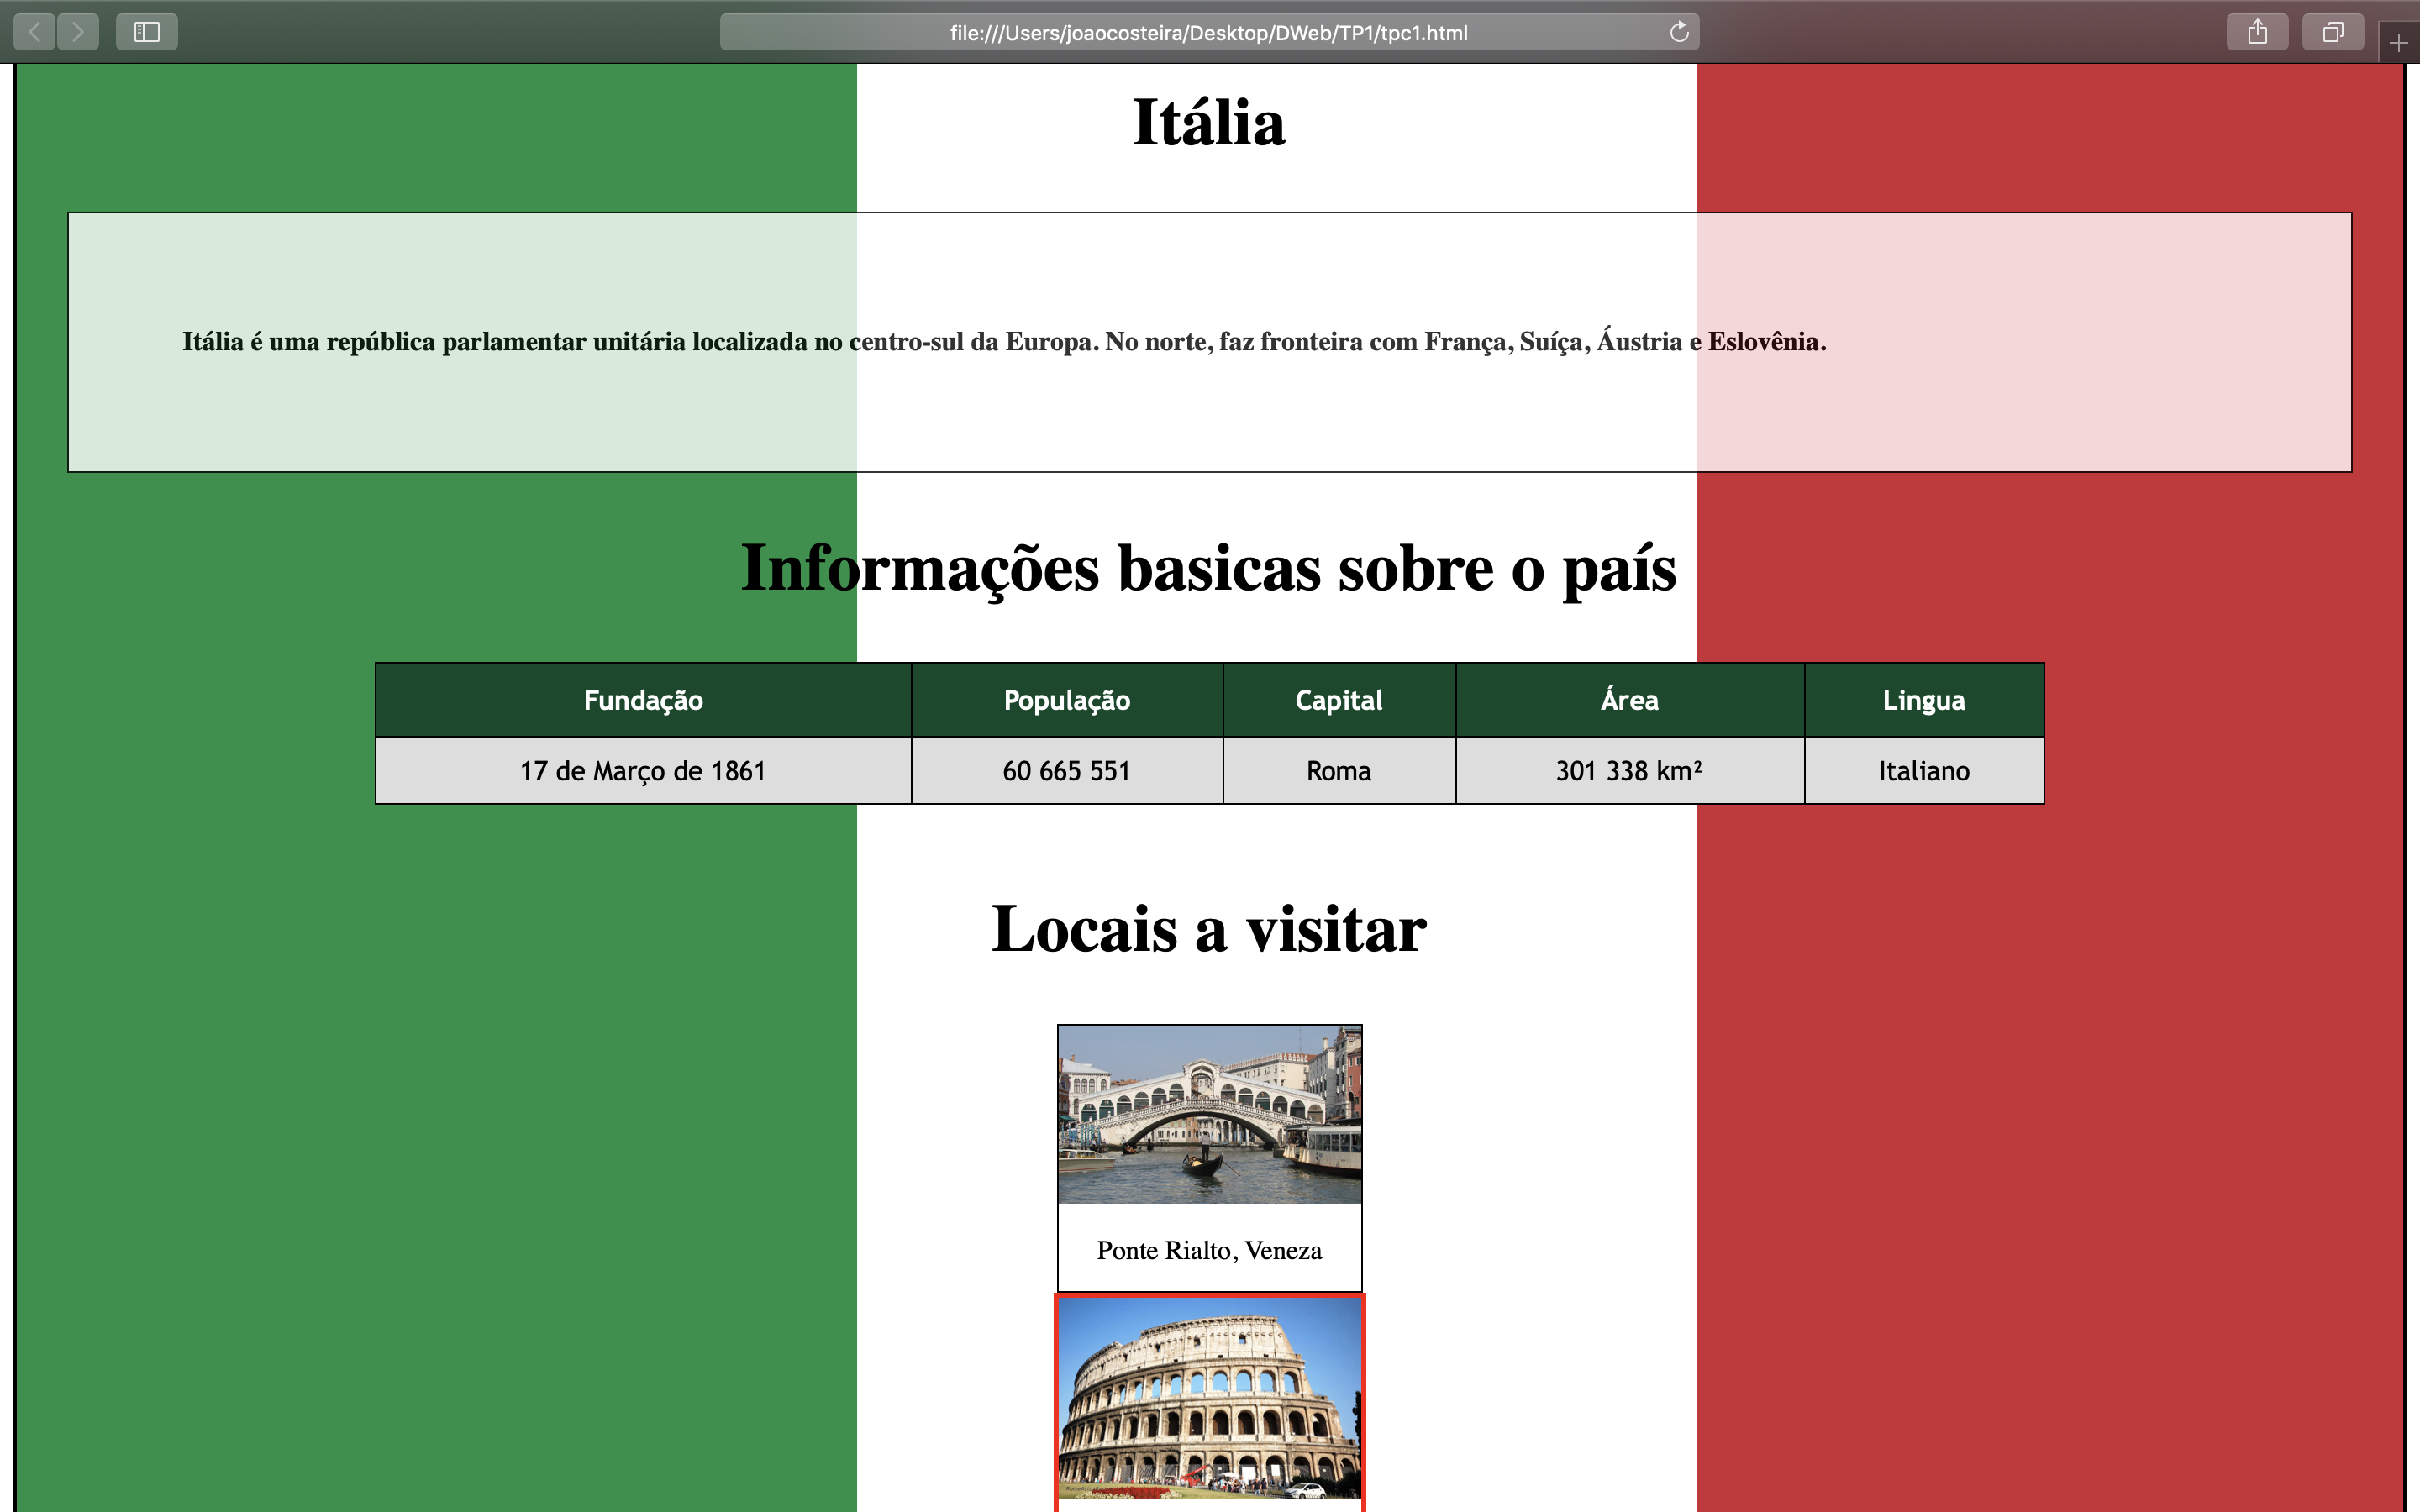 file:///Users/joaocosteira/Desktop/DWeb/TP1/tpc1.html
Itália
Itália é uma república parlamentar unitária localizada no centro-sul da Europa. No norte, faz fronteira com França, Suíça, Áustria e Eslovênia.
Informações basicas sobre o país
Fundação População Capital Área Lingua
17 de Março de 1861 60 665 551 Roma 301 338 km²  Italiano
Locais a visitar
Ponte Rialto, Veneza